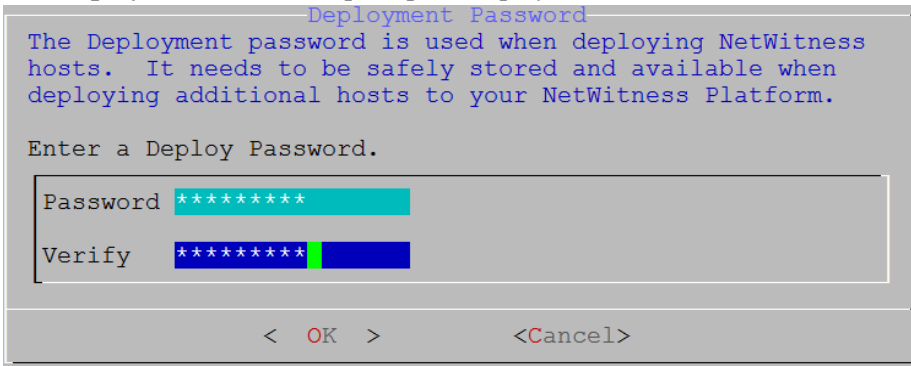 Deployment Password
The Deployment password is used when deploying NetWitness
hosts.  It needs to be safely stored and available when
deploying additional hosts to your NetWitness Platform.
Enter a Deploy Password.
Password *********
Verify *********
< OK > <Cancel>